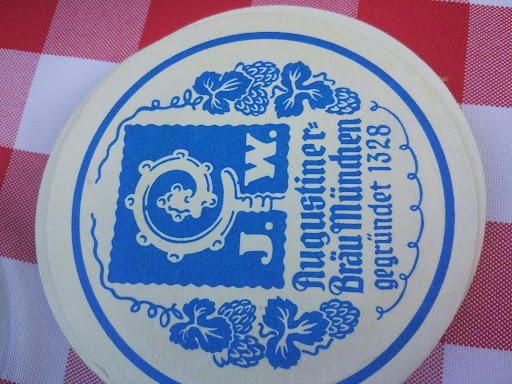 J. W.
Augustiner-
Bräu München
gegründet 1328